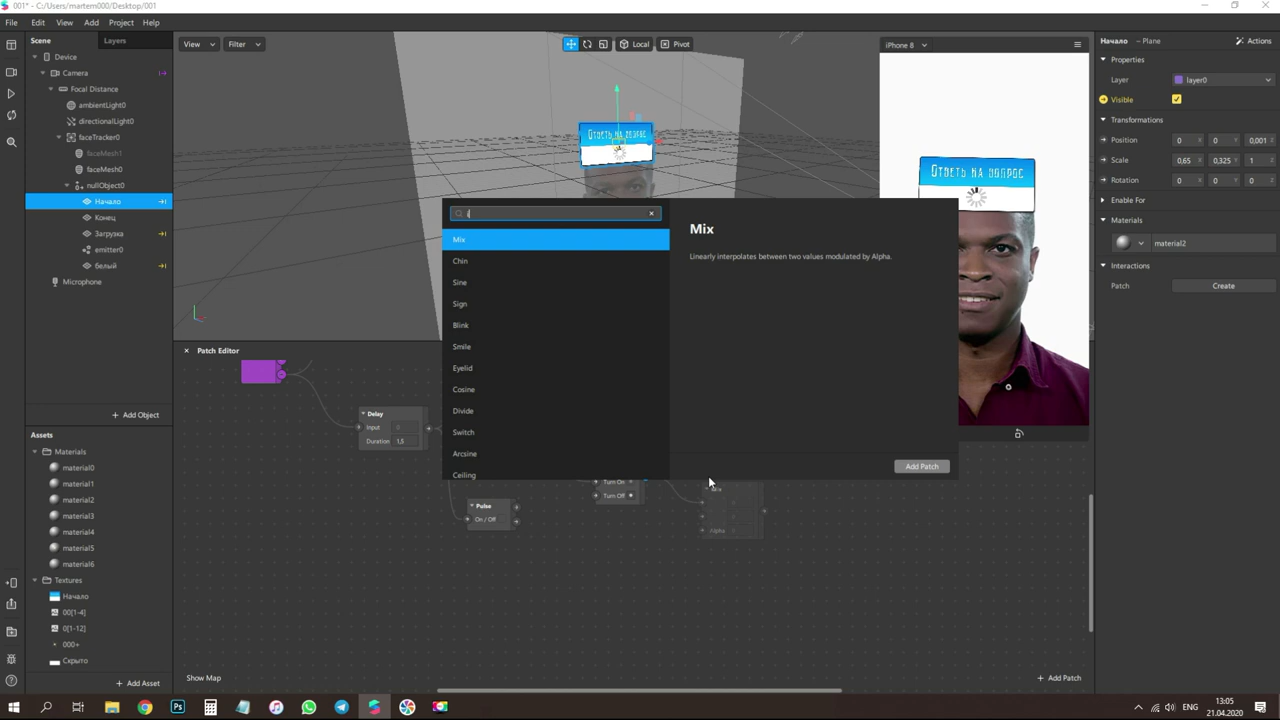 001* - C:/Users/martem000/Desktop/001
File Edit View Add Project Help
Scene Layers
Device
Camera
Focal Distance
ambientLight0
directionalLight0
faceTracker0
faceMesh1
faceMesh0
nullObject0
Начало
Конец
Загрузка
emitter0
белый
Microphone
Add Object
Assets
Materials
material0
material1
material2
material3
material4
material5
material6
Textures
Начало
00[1-4]
0[1-12]
000+
Скрыто
Add Asset
View Filter
Local Pivot
Ответь на вопрос
i
Mix
Chin
Sine
Sign
Blink
Smile
Eyelid
Cosine
Divide
Switch
Arcsine
Ceiling
Mix
Linearly interpolates between two values modulated by Alpha.
Add Patch
Patch Editor
Delay
Input 0
Duration 1,5
Pulse
On / Off
Turn On
Turn Off
Mix
Alpha 0
Show Map
Add Patch
iPhone 8
Ответь на вопрос
Начало – Plane Actions
Properties
Layer layer0
Visible
Transformations
Position 0 X 0 Y 0,001 Z
Scale 0,65 X 0,325 Y 1 Z
Rotation 0 X 0 Y 0 Z
Enable For
Materials
material2
Interactions
Patch Create
Ps
РУС
13:05
21.04.2020